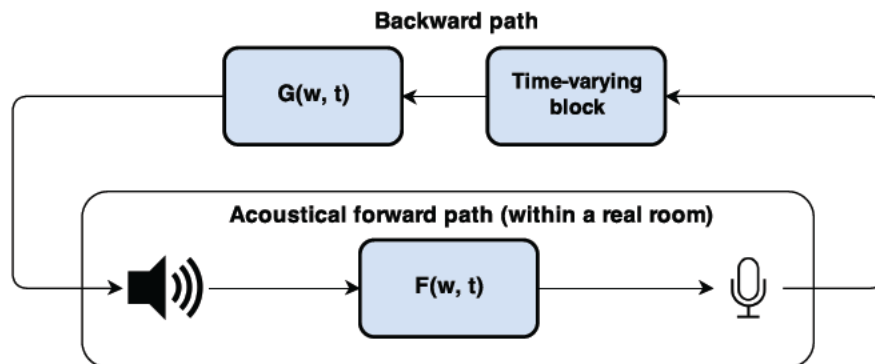 Backward path
G(w, t)
Time-varying
block
Acoustical forward path (within a real room)
F(w, t)